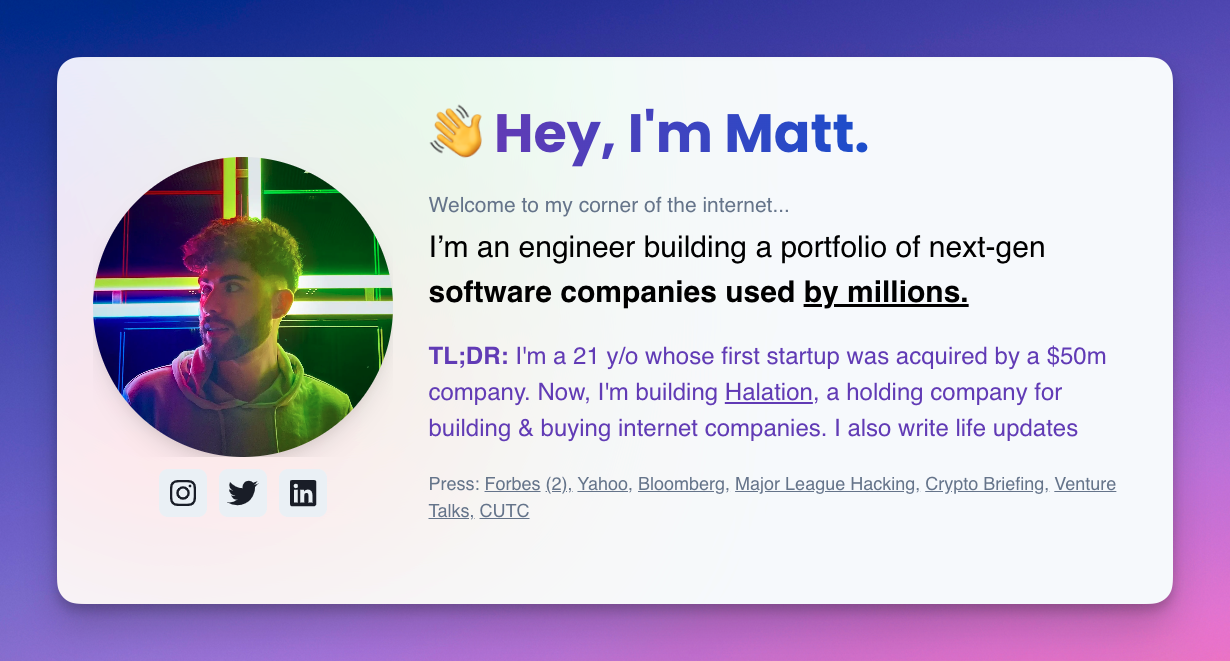 👋 Hey, I'm Matt.
Welcome to my corner of the internet...
I’m an engineer building a portfolio of next-gen
software companies used by millions.
TL;DR: I'm a 21 y/o whose first startup was acquired by a $50m
company. Now, I'm building Halation, a holding company for
building & buying internet companies. I also write life updates
Press: Forbes (2), Yahoo, Bloomberg, Major League Hacking, Crypto Briefing, Venture
Talks, CUTC